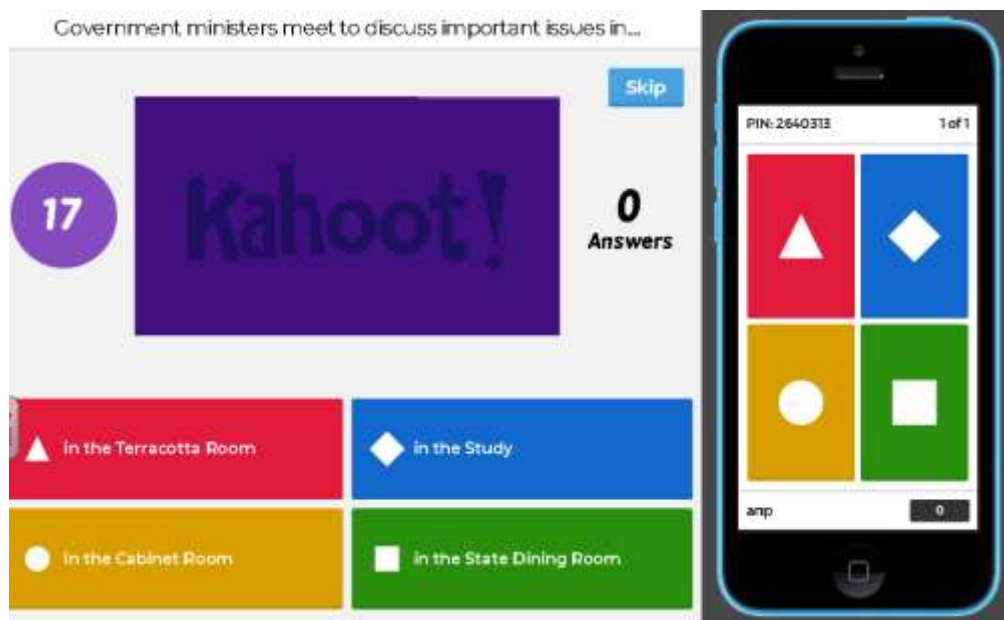 Government ministers meet to discuss important issues in...
Skip
17
Kahoot!
0
Answers
in the Terracotta Room
in the Study
in the Cabinet Room
in the State Dining Room
PIN: 2640313
1 of 1
апр
0